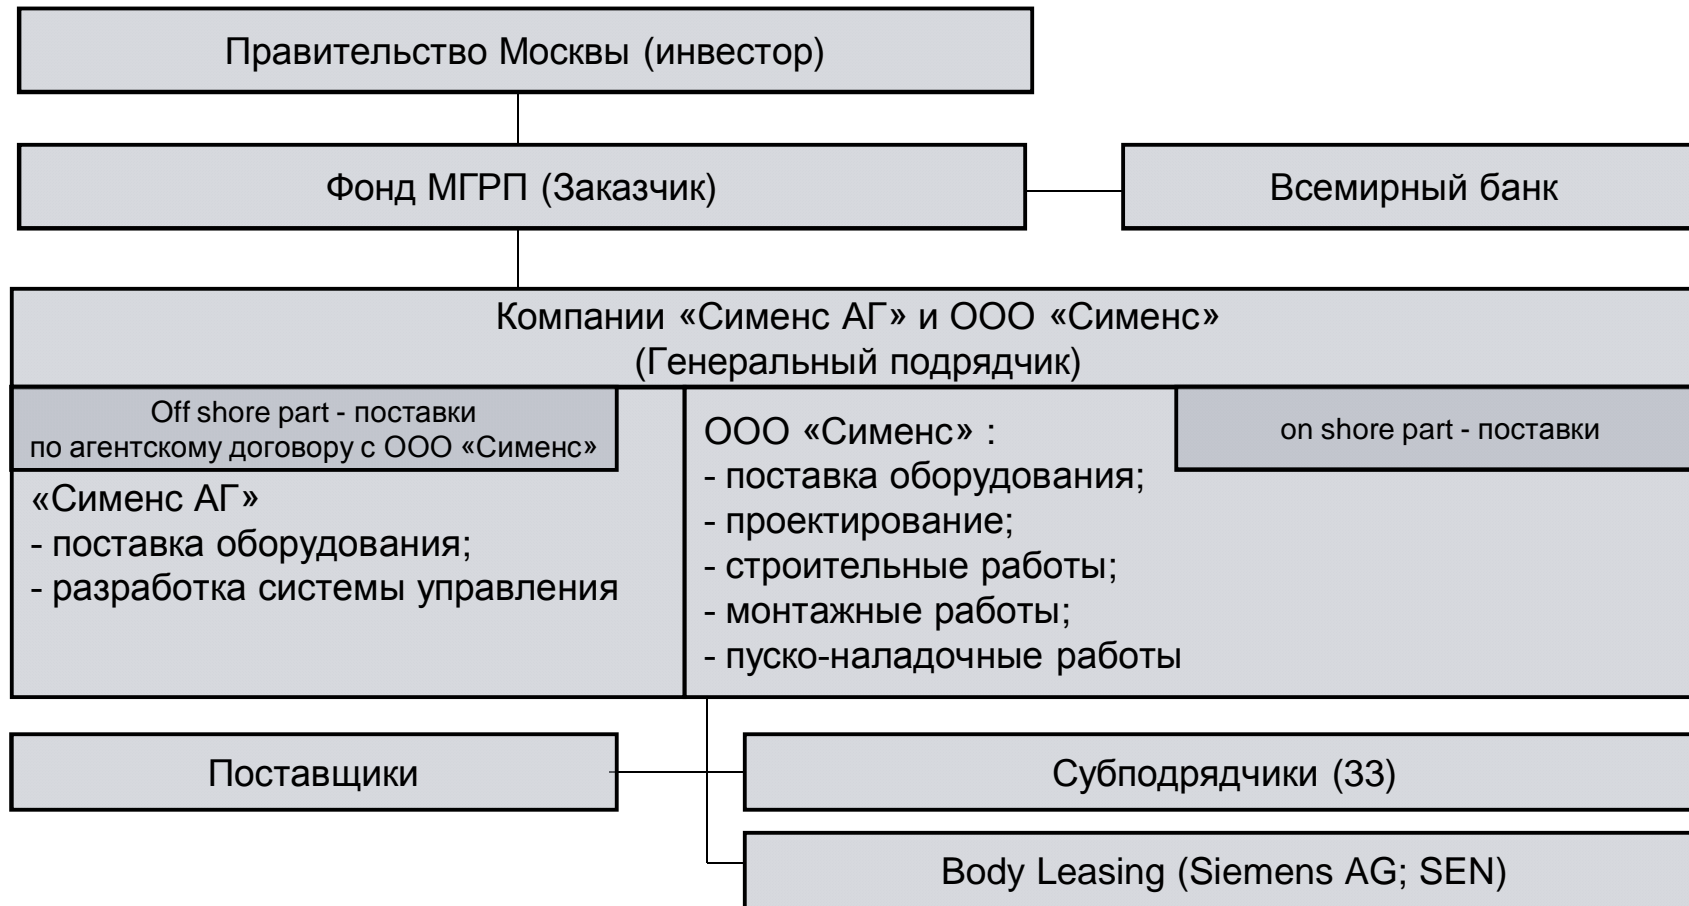 Правительство Москвы (инвестор)
Фонд МГРП (Заказчик)
Всемирный банк
Компании «Сименс АГ» и ООО «Сименс»
(Генеральный подрядчик)
Off shore part - поставки
по агентскому договору с ООО «Сименс»
«Сименс АГ»
- поставка оборудования;
- разработка системы управления
ООО «Сименс» :
- поставка оборудования;
- проектирование;
- строительные работы;
- монтажные работы;
- пуско-наладочные работы
on shore part - поставки
Поставщики
Субподрядчики (33)
Body Leasing (Siemens AG; SEN)